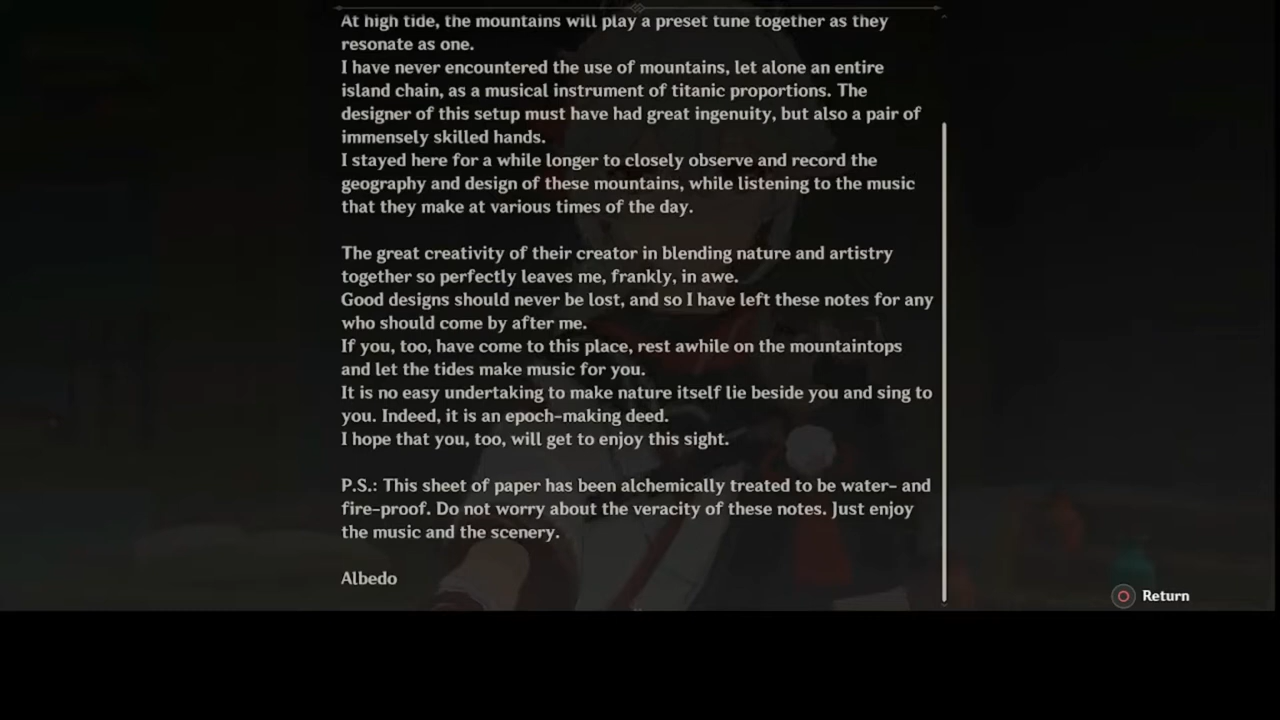 At high tide, the mountains will play a preset tune together as they
resonate as one.
I have never encountered the use of mountains, let alone an entire
island chain, as a musical instrument of titanic proportions. The
designer of this setup must have had great ingenuity, but also a pair of
immensely skilled hands.
I stayed here for a while longer to closely observe and record the
geography and design of these mountains, while listening to the music
that they make at various times of the day.
The great creativity of their creator in blending nature and artistry
together so perfectly leaves me, frankly, in awe.
Good designs should never be lost, and so I have left these notes for any
who should come by after me.
If you, too, have come to this place, rest awhile on the mountaintops
and let the tides make music for you.
It is no easy undertaking to make nature itself lie beside you and sing to
you. Indeed, it is an epoch-making deed.
I hope that you, too, will get to enjoy this sight.
P.S.: This sheet of paper has been alchemically treated to be water- and
fire-proof. Do not worry about the veracity of these notes. Just enjoy
the music and the scenery.
Albedo
Return